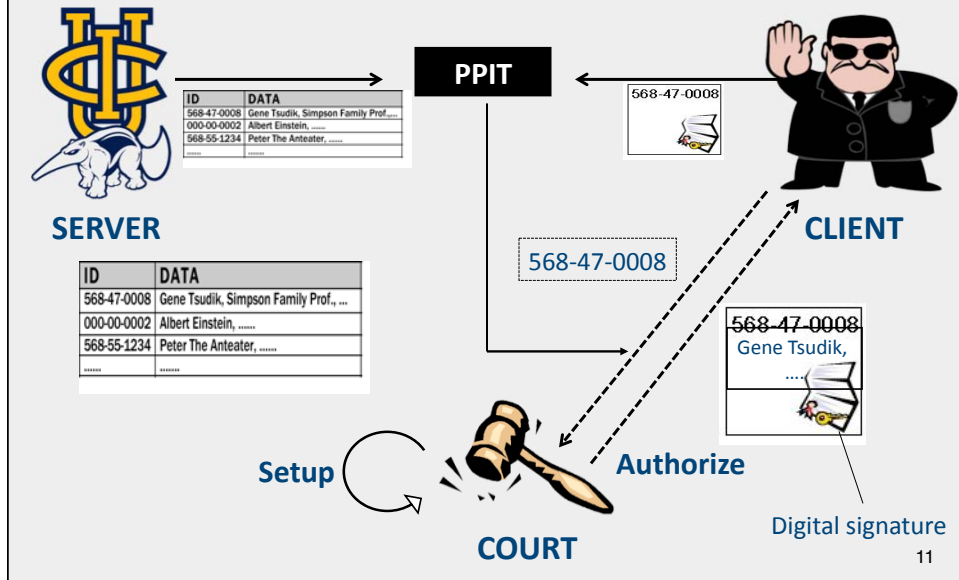 PPIT
ID DATA
568-47-0008 Gene Tsudik, Simpson Family Prof.,...
000-00-0002 Albert Einstein, ......
568-55-1234 Peter The Anteater, ......
...... .......
568-47-0008
SERVER
CLIENT
568-47-0008
ID DATA
568-47-0008 Gene Tsudik, Simpson Family Prof., ...
000-00-0002 Albert Einstein, ......
568-55-1234 Peter The Anteater, ......
...... .......
568-47-0008
Gene Tsudik,
....
Setup
Authorize
COURT
Digital signature
11